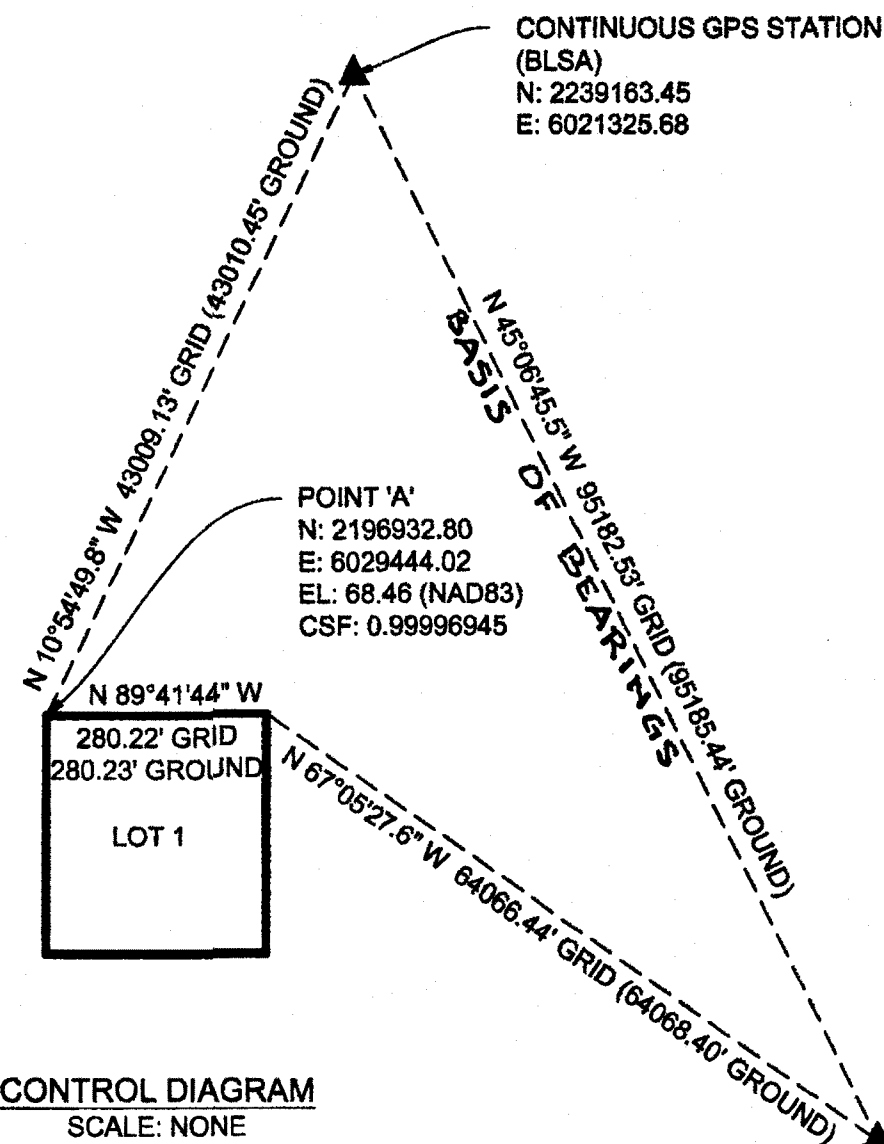 CONTINUOUS GPS STATION
(BLSA)
N: 2239163.45
E: 6021325.68
N 10°54'49.8" W 43009.13' GRID (43010.45' GROUND)
N 45°06'45.5" W 95182.53' GRID (95185.44' GROUND)
BASIS OF BEARINGS
POINT 'A'
N: 2196932.80
E: 6029444.02
EL: 68.46 (NAD83)
CSF: 0.99996945
N 89°41'44" W
280.22' GRID
280.23' GROUND
LOT 1
N 67°05'27.6" W 64066.44' GRID (64068.40' GROUND)
CONTROL DIAGRAM
SCALE: NONE